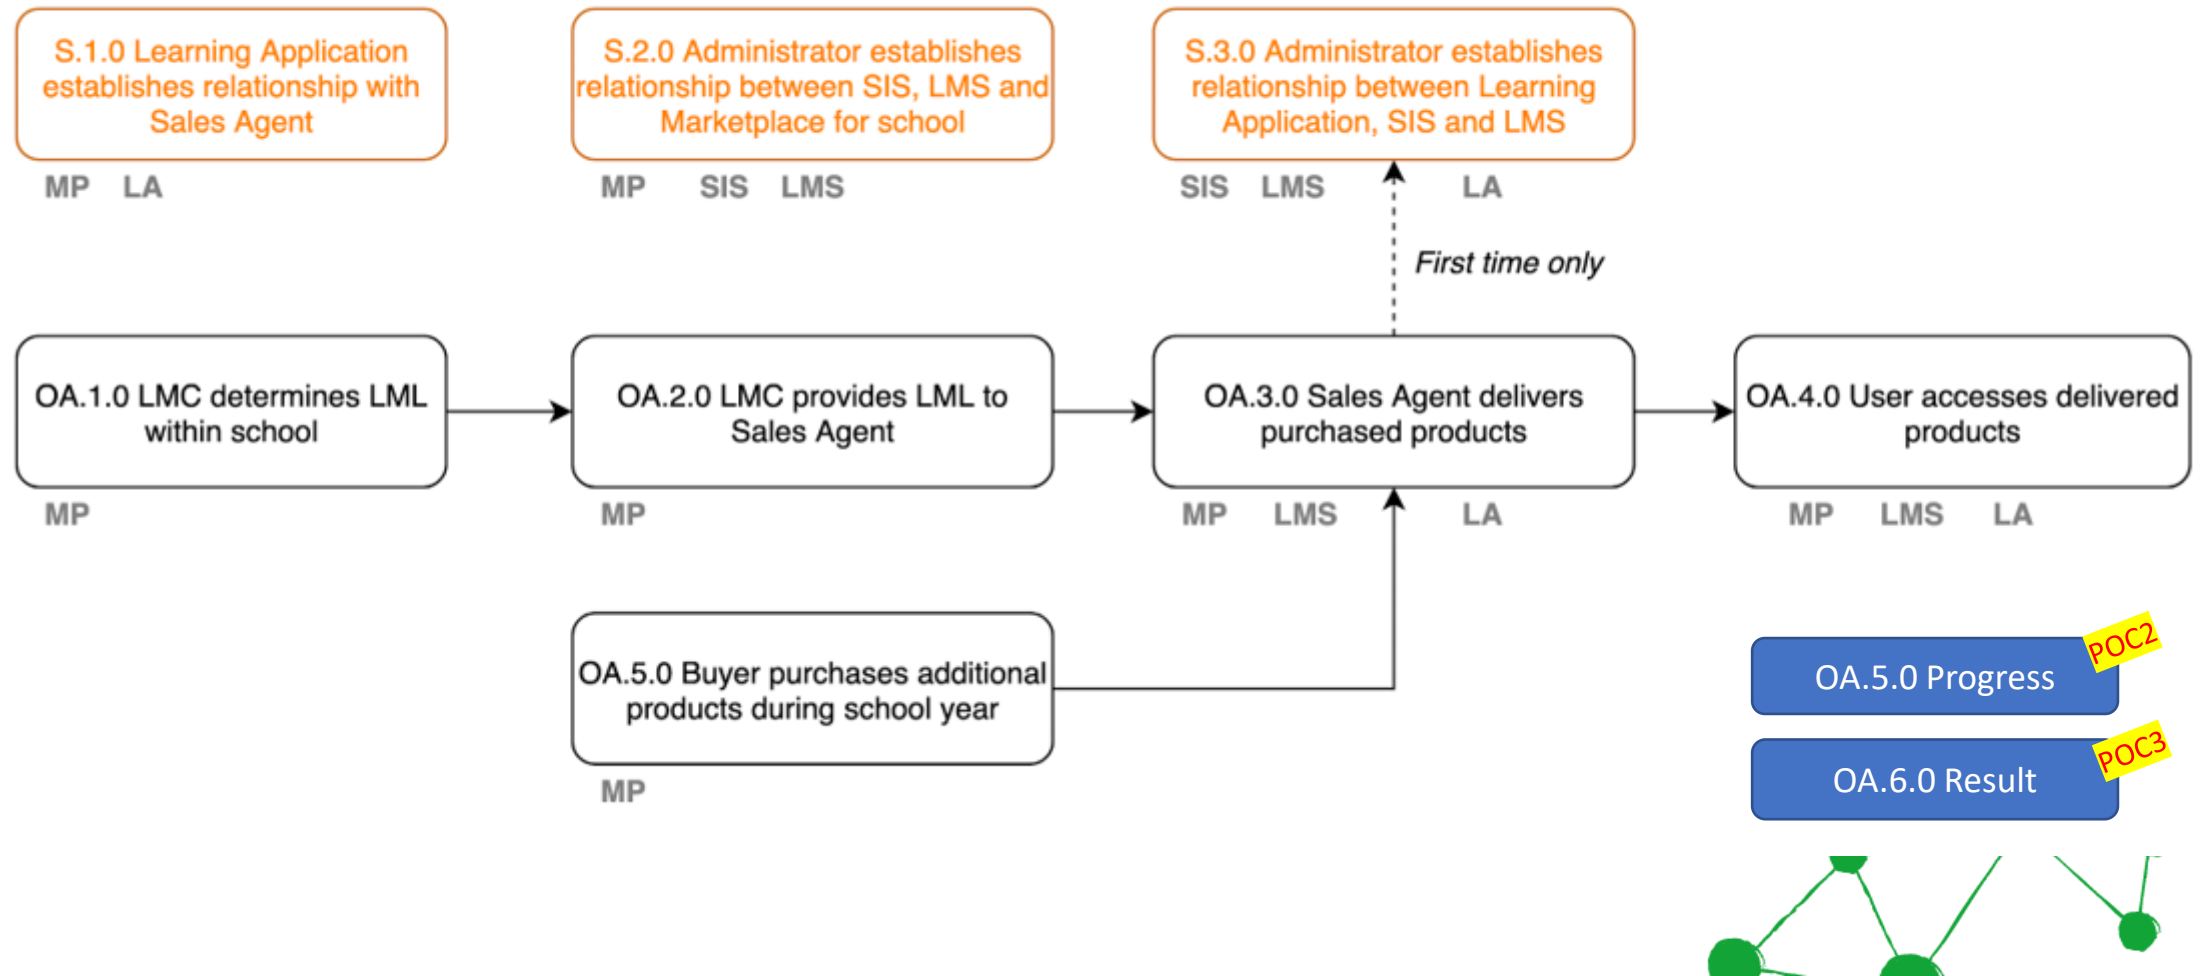 S.1.0 Learning Application
establishes relationship with
Sales Agent
MP LA
S.2.0 Administrator establishes
relationship between SIS, LMS and
Marketplace for school
MP SIS LMS
S.3.0 Administrator establishes
relationship between Learning
Application, SIS and LMS
SIS LMS LA
First time only
OA.1.0 LMC determines LML
within school
MP
OA.2.0 LMC provides LML to
Sales Agent
MP
OA.3.0 Sales Agent delivers
purchased products
MP LMS LA
OA.4.0 User accesses delivered
products
MP LMS LA
OA.5.0 Buyer purchases additional
products during school year
MP
OA.5.0 Progress
POC2
OA.6.0 Result
POC3